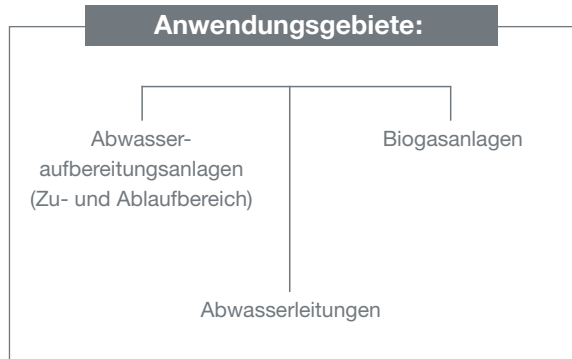 Anwendungsgebiete:
Abwasser-
aufbereitungsanlagen
(Zu- und Ablaufbereich)
Biogasanlagen
Abwasserleitungen